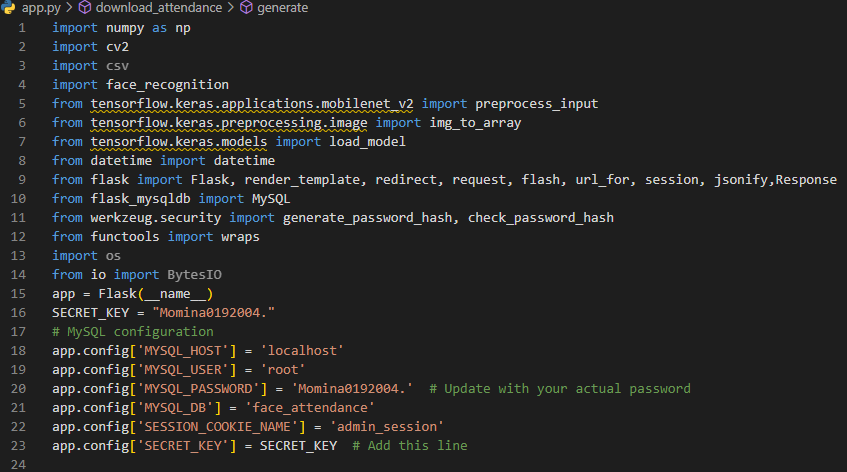 app.py > download_attendance > generate
1 import numpy as np
2 import cv2
3 import csv
4 import face_recognition
5 from tensorflow.keras.applications.mobilenet_v2 import preprocess_input
6 from tensorflow.keras.preprocessing.image import img_to_array
7 from tensorflow.keras.models import load_model
8 from datetime import datetime
9 from flask import Flask, render_template, redirect, request, flash, url_for, session, jsonify,Response
10 from flask_mysqldb import MySQL
11 from werkzeug.security import generate_password_hash, check_password_hash
12 from functools import wraps
13 import os
14 from io import BytesIO
15 app = Flask(__name__)
16 SECRET_KEY = "Momina0192004."
17 # MySQL configuration
18 app.config['MYSQL_HOST'] = 'localhost'
19 app.config['MYSQL_USER'] = 'root'
20 app.config['MYSQL_PASSWORD'] = 'Momina0192004.'  # Update with your actual password
21 app.config['MYSQL_DB'] = 'face_attendance'
22 app.config['SESSION_COOKIE_NAME'] = 'admin_session'
23 app.config['SECRET_KEY'] = SECRET_KEY  # Add this line
24